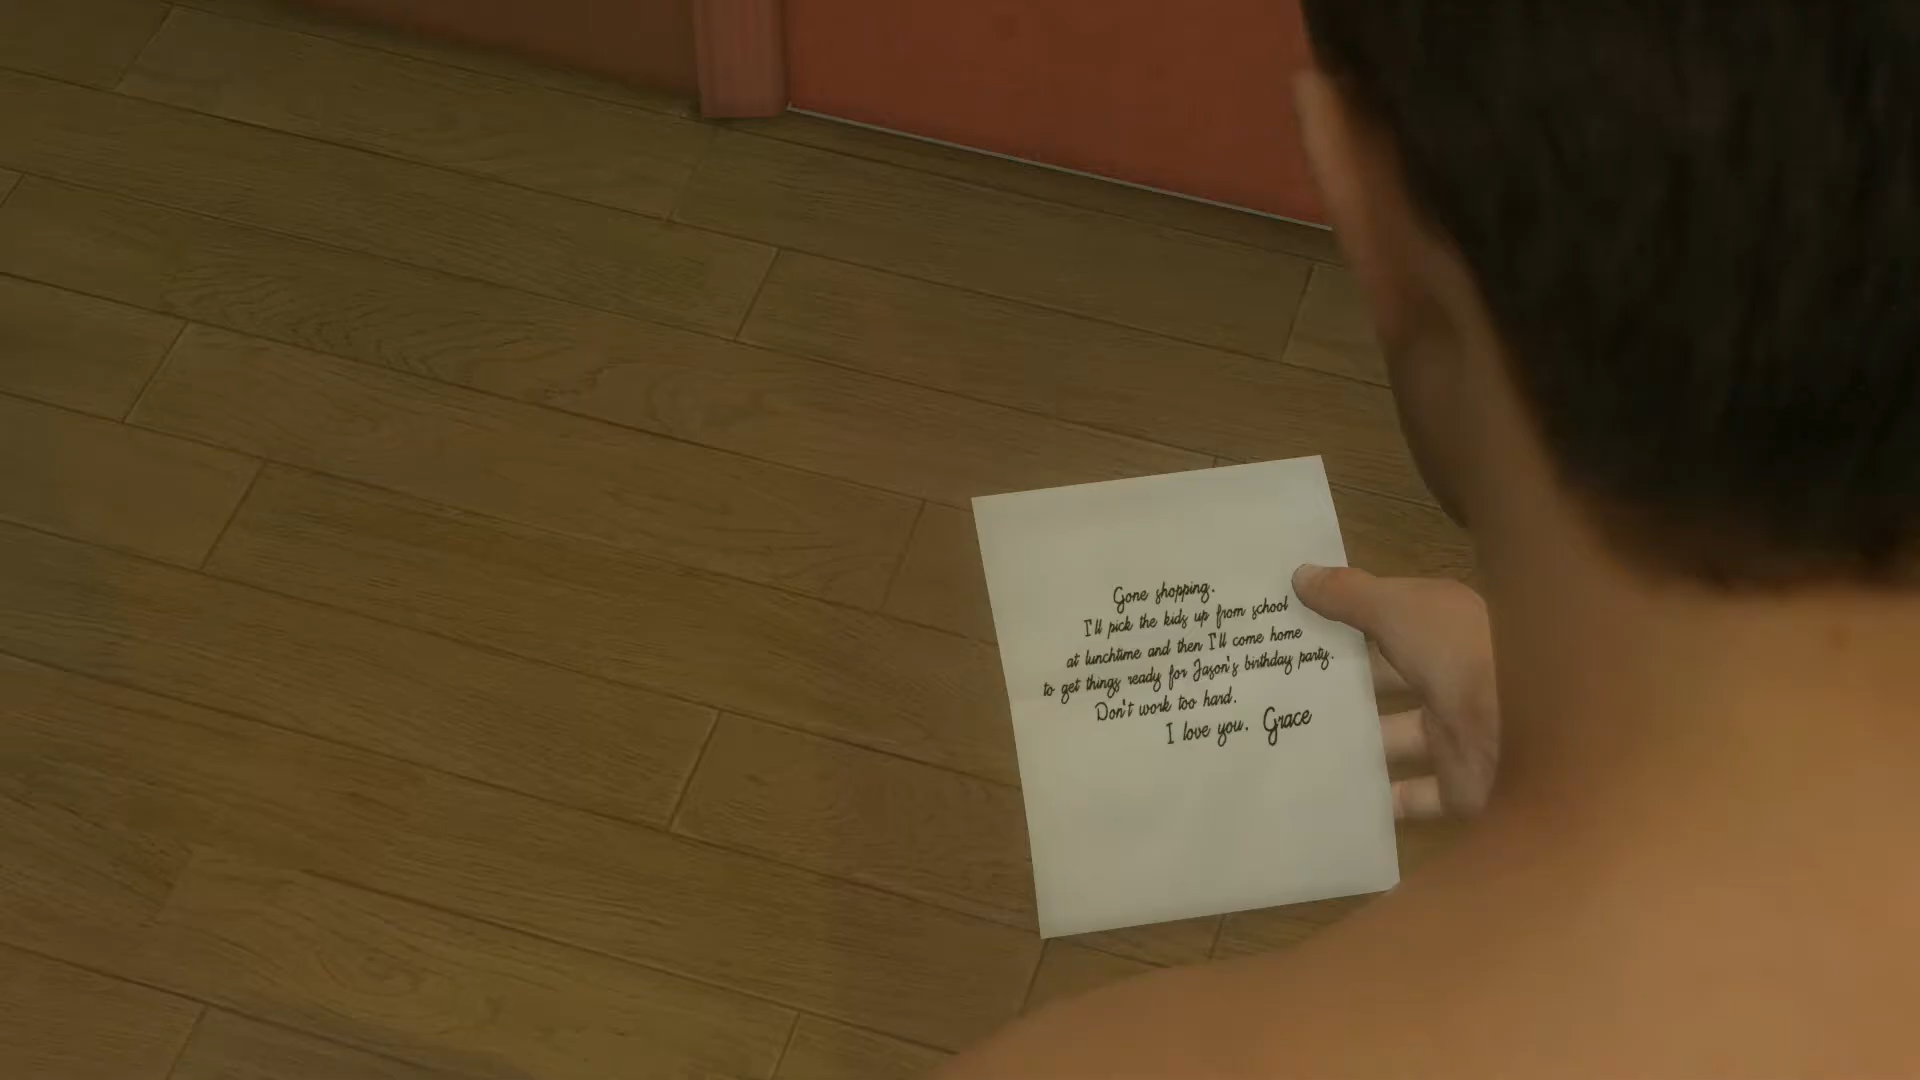 Gone shopping.
I'll pick the kids up from school
at lunchtime and then I'll come home
to get things ready for Jason's birthday party.
Don't work too hard.
I love you. Grace